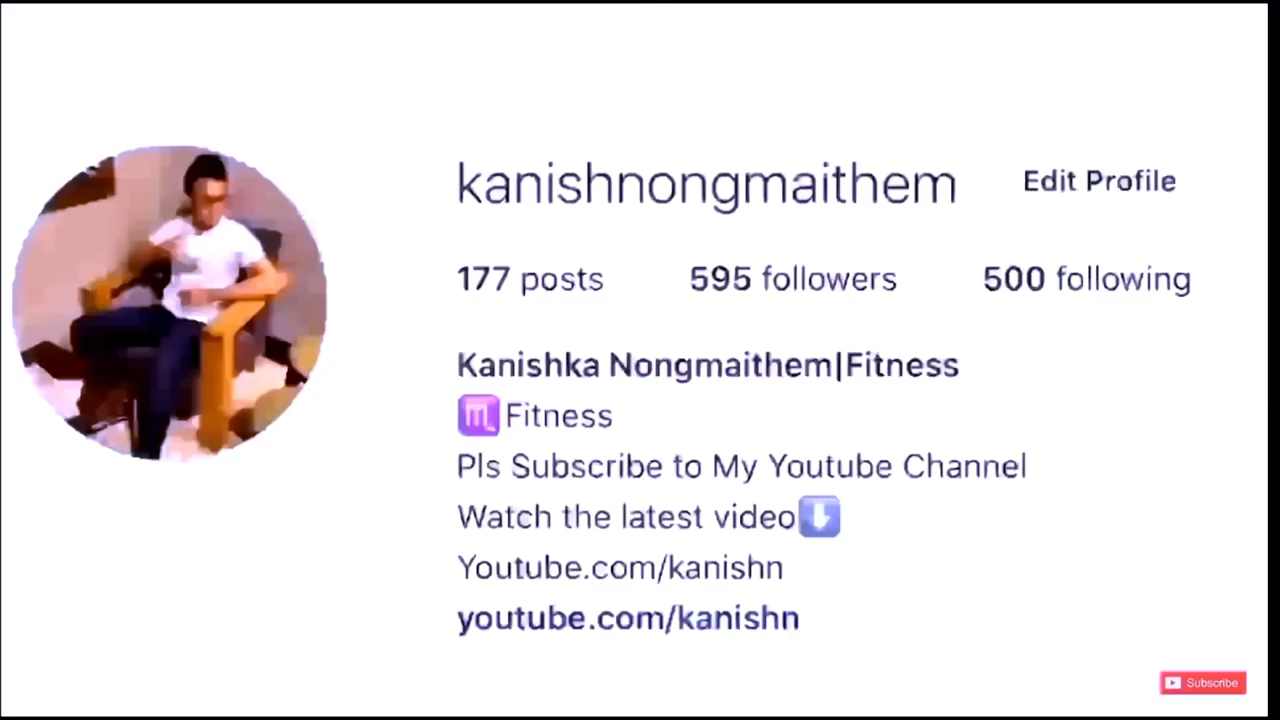 kanishnongmaithem Edit Profile
177 posts 595 followers 500 following
Kanishka Nongmaithem|Fitness
♏Fitness
Pls Subscribe to My Youtube Channel
Watch the latest video⬇️
Youtube.com/kanishn
youtube.com/kanishn
Subscribe